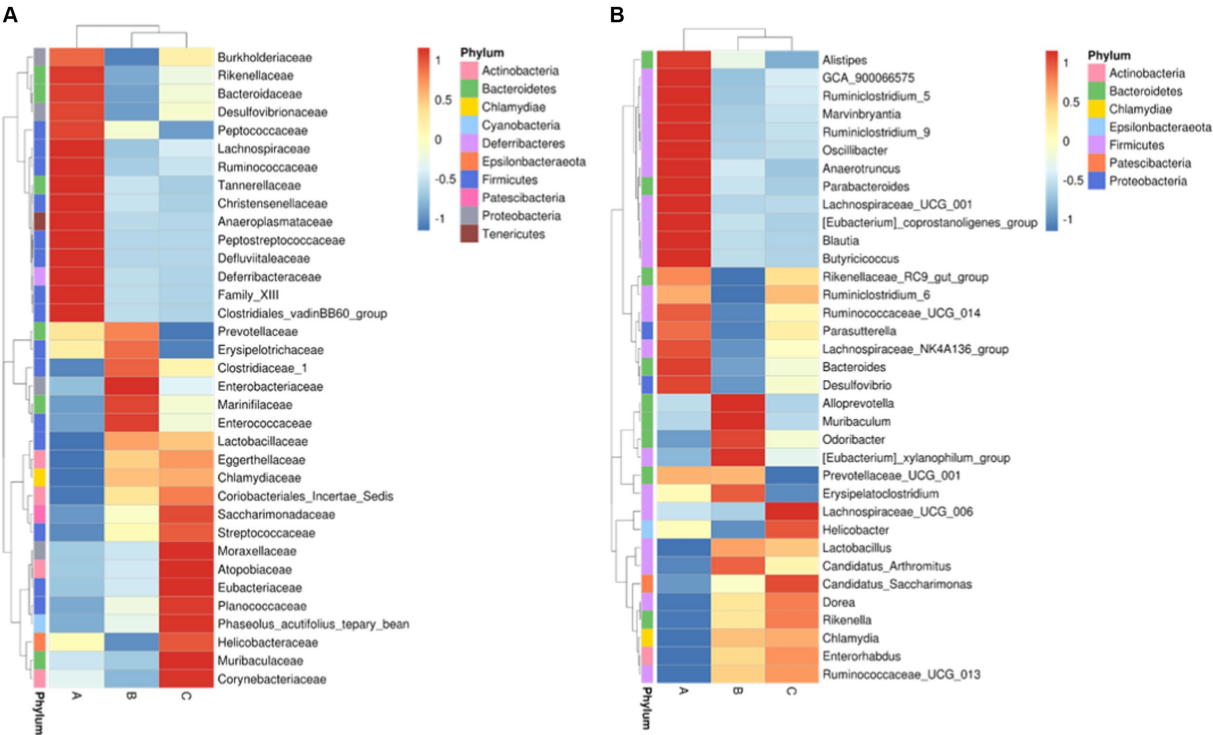 A
Burkholderiaceae
Rikenellaceae
Bacteroidaceae
Desulfovibrionaceae
Peptococcaceae
Lachnospiraceae
Ruminococcaceae
Tannerellaceae
Christensenellaceae
Anaeroplasmataceae
Peptostreptococcaceae
Defluviitaleaceae
Deferribacteraceae
Family_XIII
Clostridiales_vadinBB60_group
Prevotellaceae
Erysipelotrichaceae
Clostridiaceae_1
Enterobacteriaceae
Marinifilaceae
Enterococcaceae
Lactobacillaceae
Eggerthellaceae
Chlamydiaceae
Coriobacteriales_Incertae_Sedis
Saccharimonadaceae
Streptococcaceae
Moraxellaceae
Atopobiaceae
Eubacteriaceae
Planococcaceae
Phaseolus_acutifolius_tepary_bean
Helicobacteraceae
Muribaculaceae
Corynebacteriaceae
Phylum
A
B
C
1
0.5
0
-0.5
-1
Phylum
Actinobacteria
Bacteroidetes
Chlamydiae
Cyanobacteria
Deferribacteres
Epsilonbacteraeota
Firmicutes
Patescibacteria
Proteobacteria
Tenericutes
B
Alistipes
GCA_900066575
Ruminiclostridium_5
Marvinbryantia
Ruminiclostridium_9
Oscillibacter
Anaerotruncus
Parabacteroides
Lachnospiraceae_UCG_001
[Eubacterium]_coprostanoligenes_group
Blautia
Butyricicoccus
Rikenellaceae_RC9_gut_group
Ruminiclostridium_6
Ruminococcaceae_UCG_014
Parasutterella
Lachnospiraceae_NK4A136_group
Bacteroides
Desulfovibrio
Alloprevotella
Muribaculum
Odoribacter
[Eubacterium]_xylanophilum_group
Prevotellaceae_UCG_001
Erysipelatoclostridium
Lachnospiraceae_UCG_006
Helicobacter
Lactobacillus
Candidatus_Arthromitus
Candidatus_Saccharimonas
Dorea
Rikenella
Chlamydia
Enterorhabdus
Ruminococcaceae_UCG_013
Phylum
A
B
C
1
0.5
0
-0.5
-1
Phylum
Actinobacteria
Bacteroidetes
Chlamydiae
Epsilonbacteraeota
Firmicutes
Patescibacteria
Proteobacteria